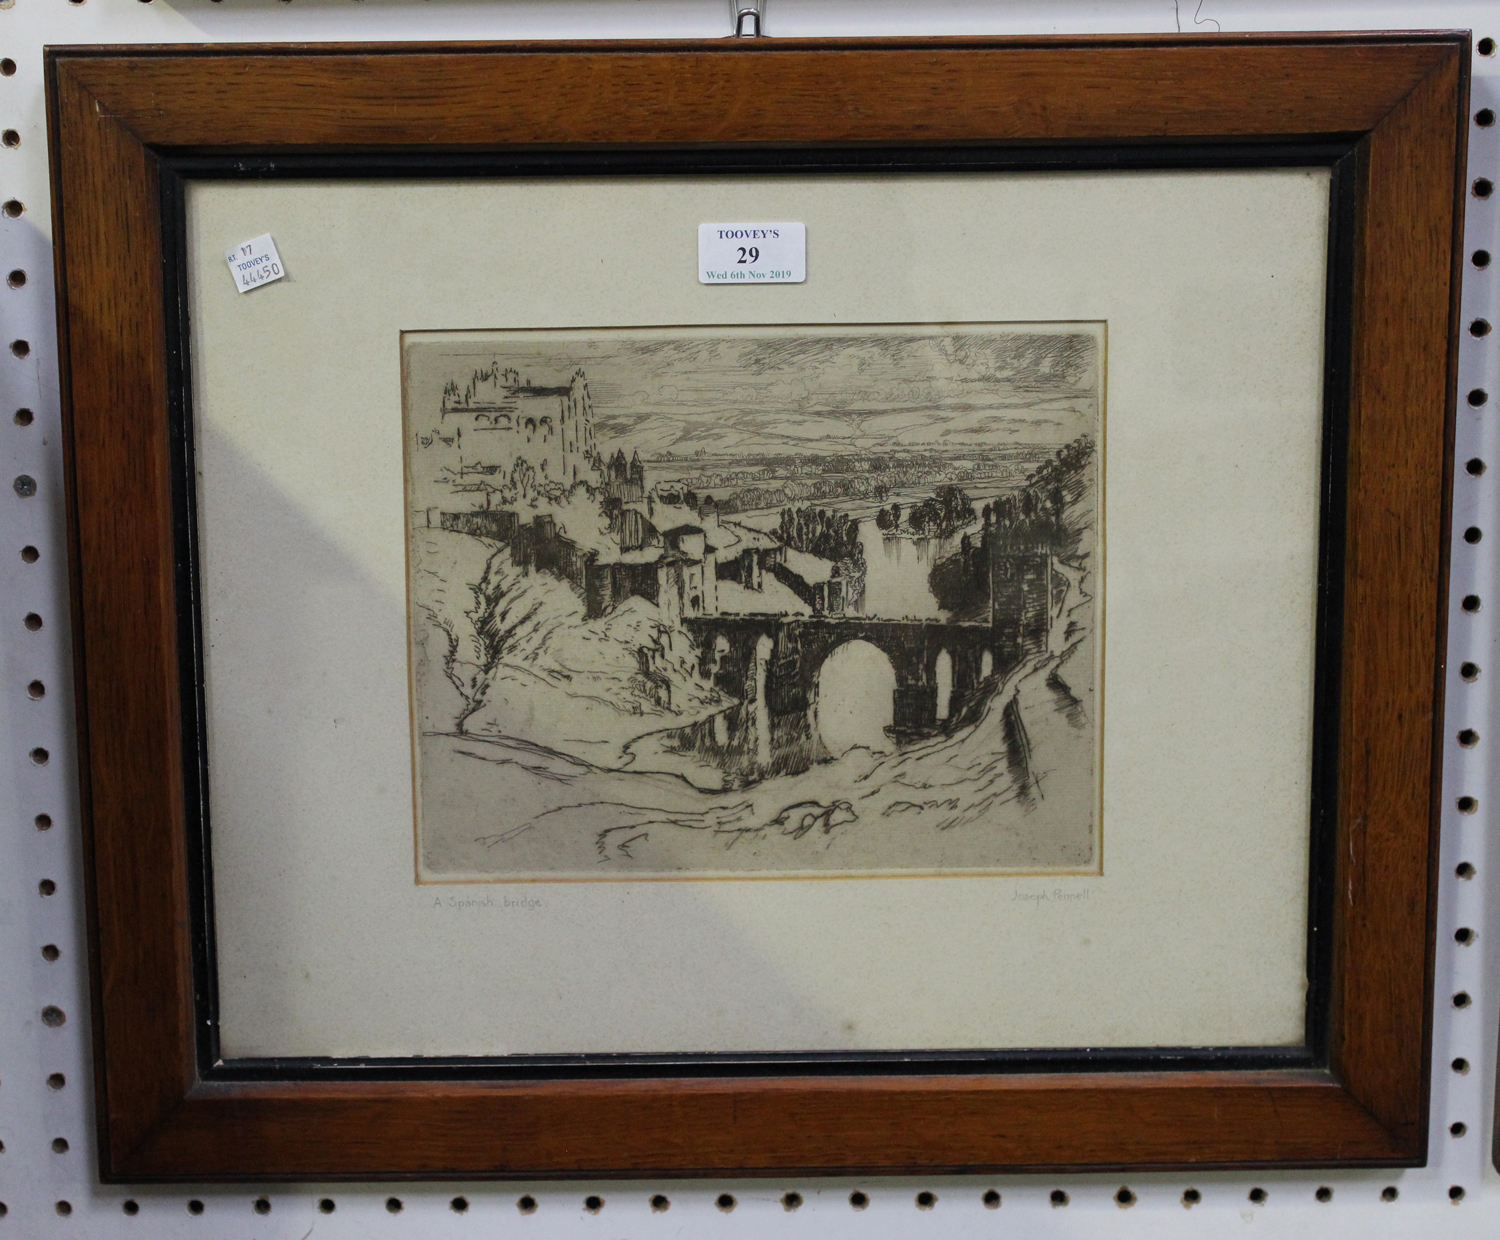 TOOVEY'S
29
Wed 6th Nov 2019
R.T. 17
TOOVEY'S
44450
A Spanish bridge
Joseph Pennell